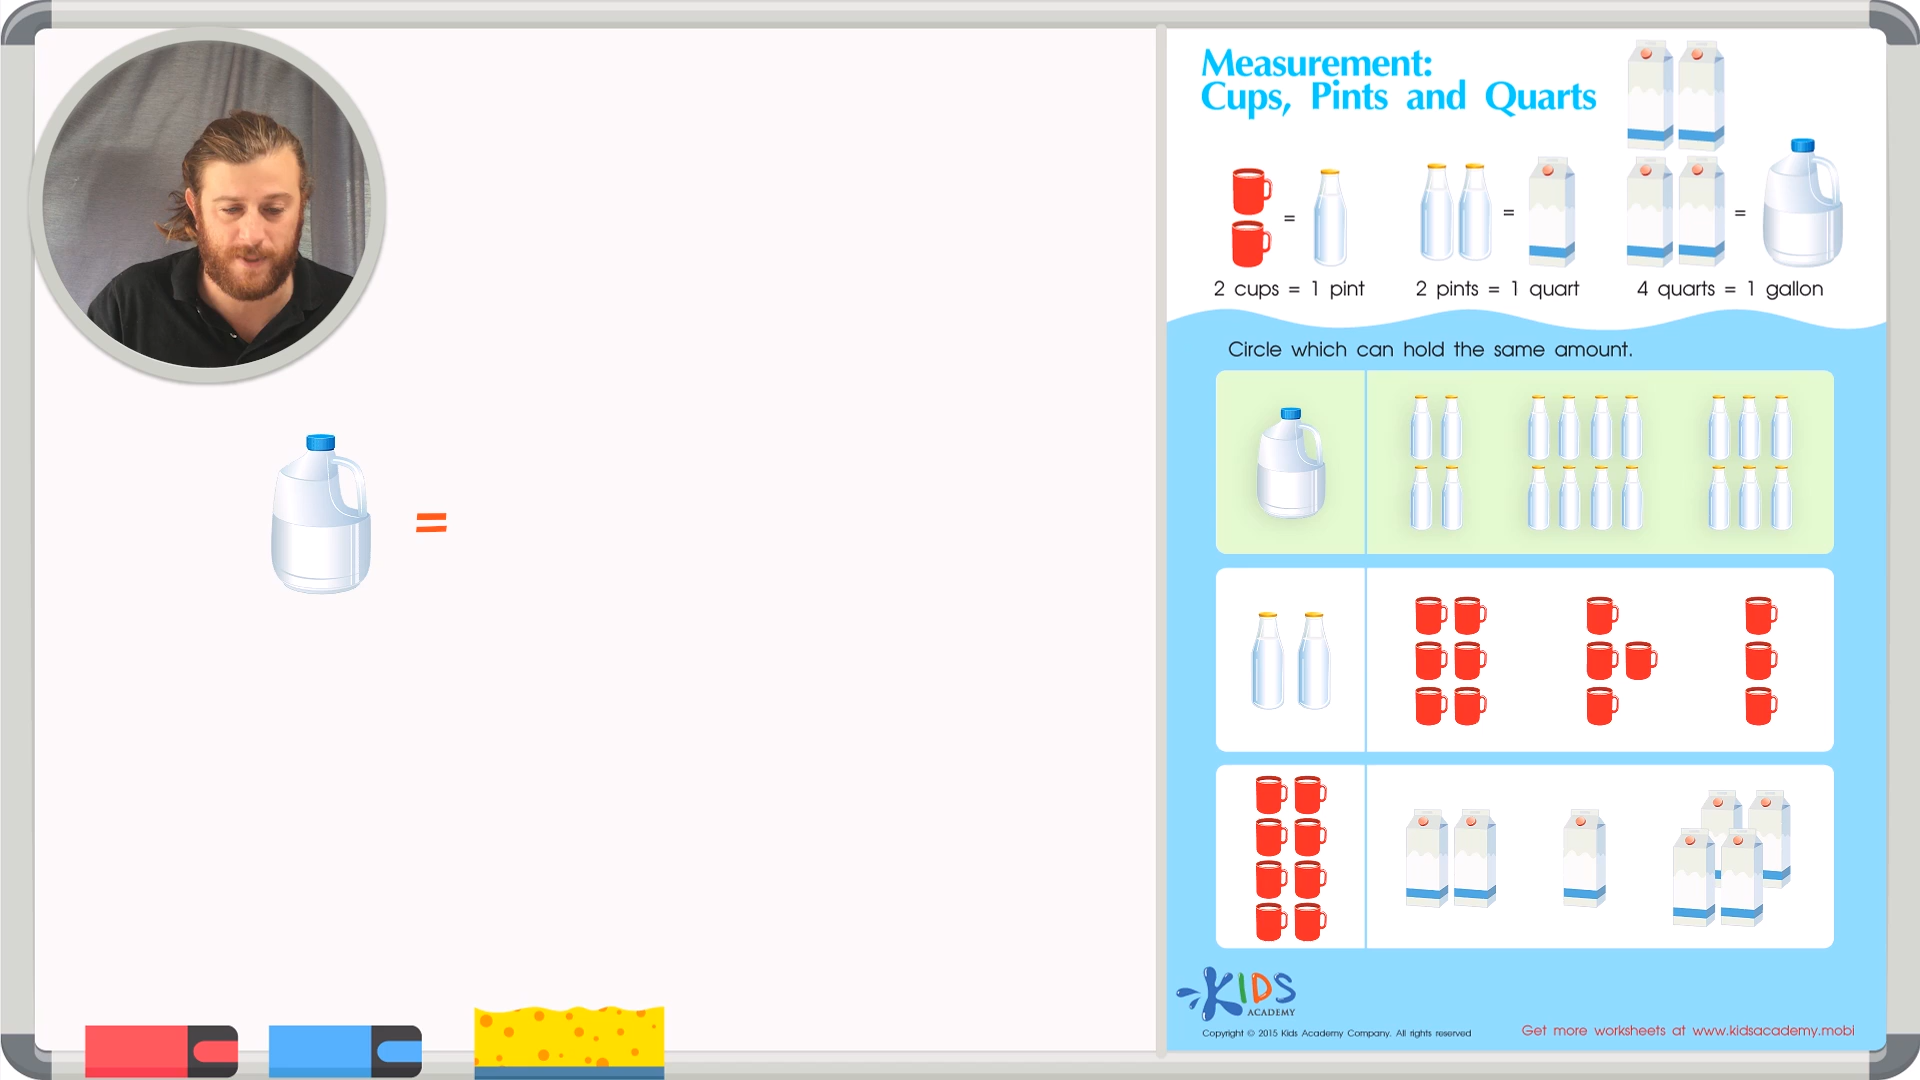 Measurement:
Cups, Pints and Quarts
=
=
=
2 cups = 1 pint
2 pints = 1 quart
4 quarts = 1 gallon
Circle which can hold the same amount.
=
KIDS
ACADEMY
Copyright © 2015 Kids Academy Company. All rights reserved
Get more worksheets at www.kidsacademy.mobi